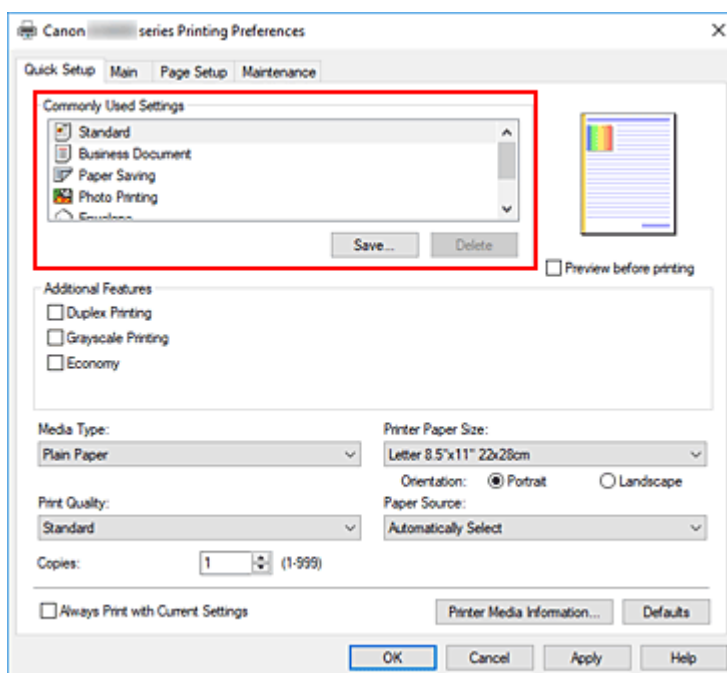 Canon series Printing Preferences
Quick Setup Main Page Setup Maintenance
Commonly Used Settings
Standard
Business Document
Paper Saving
Photo Printing
Envelope
Save... Delete
Preview before printing
Additional Features
Duplex Printing
Grayscale Printing
Economy
Media Type: Printer Paper Size:
Plain Paper Letter 8.5"x11" 22x28cm
Orientation: Portrait Landscape
Print Quality: Paper Source:
Standard Automatically Select
Copies: 1 (1-999)
Always Print with Current Settings Printer Media Information... Defaults
OK Cancel Apply Help